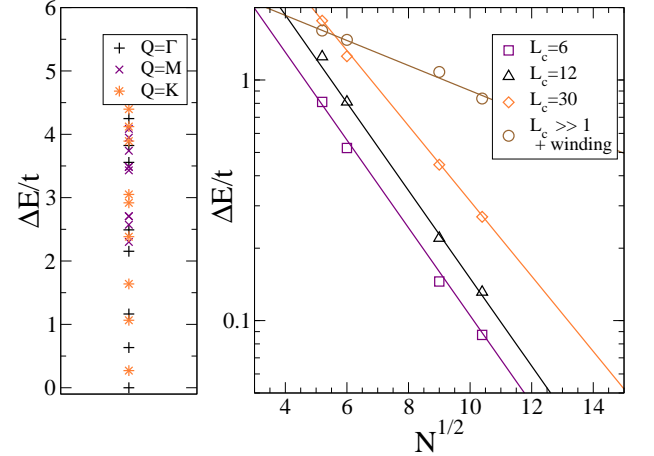 Q=Γ
Q=M
Q=K
ΔE/t
6
5
4
3
2
1
0
L_c=6
L_c=12
L_c=30
L_c >> 1
+ winding
ΔE/t
1
0.1
4 6 8 10 12 14
N^{1/2}